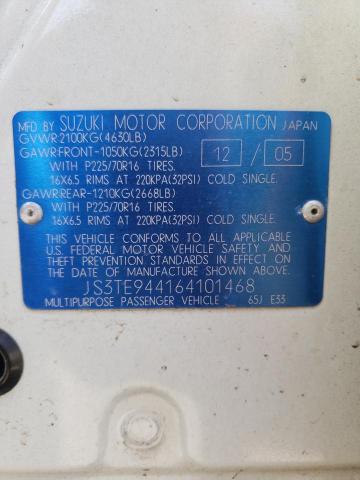 MFD BY SUZUKI MOTOR CORPORATION JAPAN
GVWR:2100KG(4630LB)
GAWR:FRONT-1050KG(2315LB) 12 / 05
WITH P225/70R16 TIRES.
16X6.5 RIMS AT 220KPA(32PSI) COLD SINGLE.
GAWR:REAR-1210KG(2668LB)
WITH P225/70R16 TIRES.
16X6.5 RIMS AT 220KPA(32PSI) COLD SINGLE.
THIS VEHICLE CONFORMS TO ALL APPLICABLE
U.S. FEDERAL MOTOR VEHICLE SAFETY AND
THEFT PREVENTION STANDARDS IN EFFECT ON THE
DATE OF MANUFACTURE SHOWN ABOVE.
JS3TE944164101468
MULTIPURPOSE PASSENGER VEHICLE 65J E33